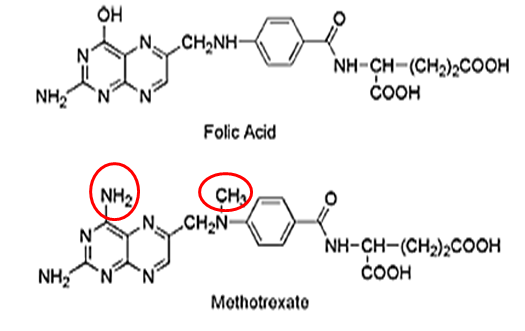 OH
N N CH₂NH O
NH₂ N N NH-CH-(CH₂)₂COOH
COOH
Folic Acid
NH₂ CH₃
N N CH₂N O
NH₂ N N NH-CH-(CH₂)₂COOH
COOH
Methotrexate